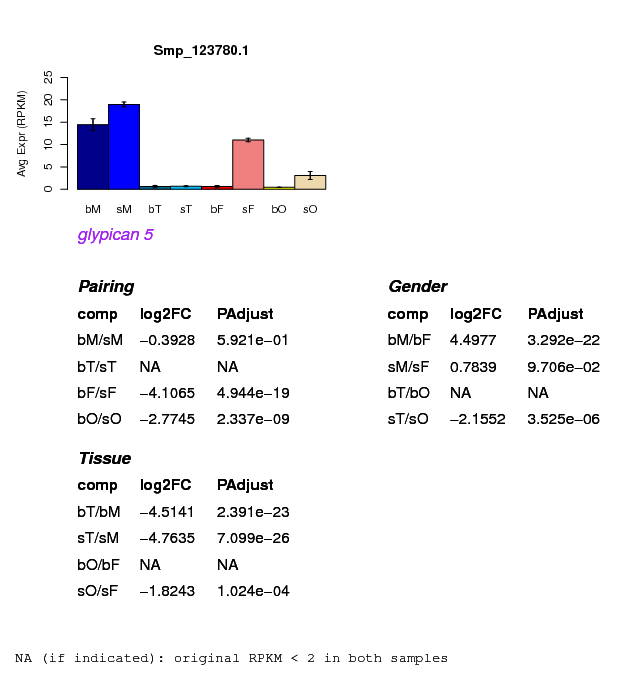 Smp_123780.1
Avg Expr (RPKM)
25
20
15
10
5
0
bM sM bT sT bF sF bO sO
glypican 5
Pairing
comp log2FC PAdjust
bM/sM −0.3928 5.921e−01
bT/sT NA NA
bF/sF −4.1065 4.944e−19
bO/sO −2.7745 2.337e−09
Gender
comp log2FC PAdjust
bM/bF 4.4977 3.292e−22
sM/sF 0.7839 9.706e−02
bT/bO NA NA
sT/sO −2.1552 3.525e−06
Tissue
comp log2FC PAdjust
bT/bM −4.5141 2.391e−23
sT/sM −4.7635 7.099e−26
bO/bF NA NA
sO/sF −1.8243 1.024e−04
NA (if indicated): original RPKM < 2 in both samples